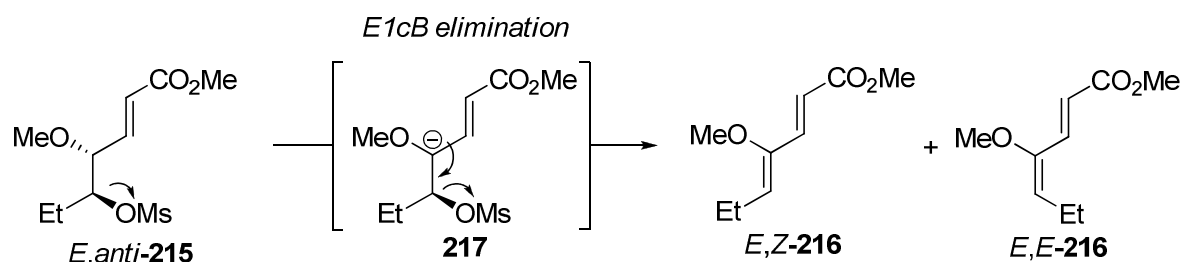 E1cB elimination
CO₂Me
MeO
Et
OMs
E,anti-215
CO₂Me
MeO
Et
OMs
217
CO₂Me
MeO
Et
E,Z-216
+
CO₂Me
MeO
Et
E,E-216